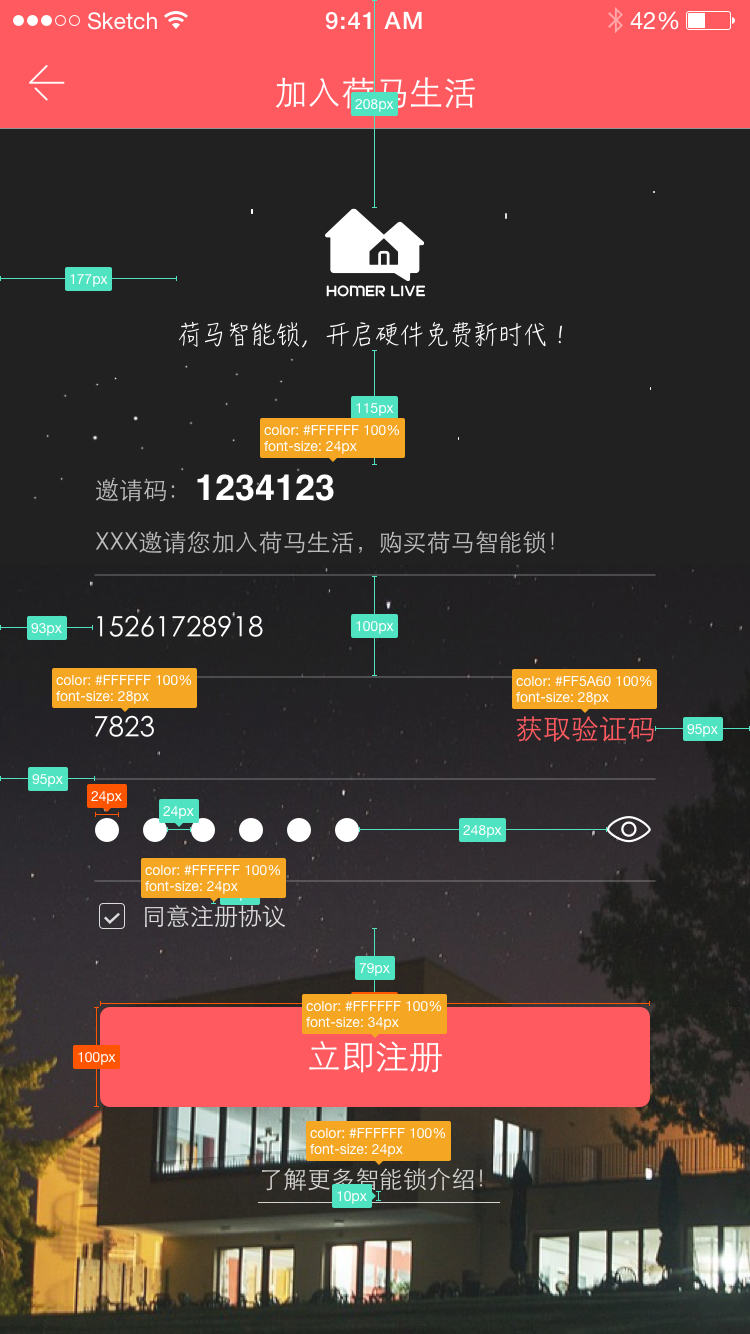 Sketch 9:41 AM 42%
加入荷马生活
208px
177px
HOMER LIVE
荷马智能锁，开启硬件免费新时代！
115px
color: #FFFFFF 100%
font-size: 24px
邀请码： 1234123
XXX邀请您加入荷马生活，购买荷马智能锁！
93px 15261728918 100px
color: #FFFFFF 100%
font-size: 28px
color: #FF5A60 100%
font-size: 28px
7823 获取验证码 95px
95px
24px
24px
248px
color: #FFFFFF 100%
font-size: 24px
同意注册协议
79px
color: #FFFFFF 100%
font-size: 34px
100px 立即注册
color: #FFFFFF 100%
font-size: 24px
了解更多智能锁介绍！
10px